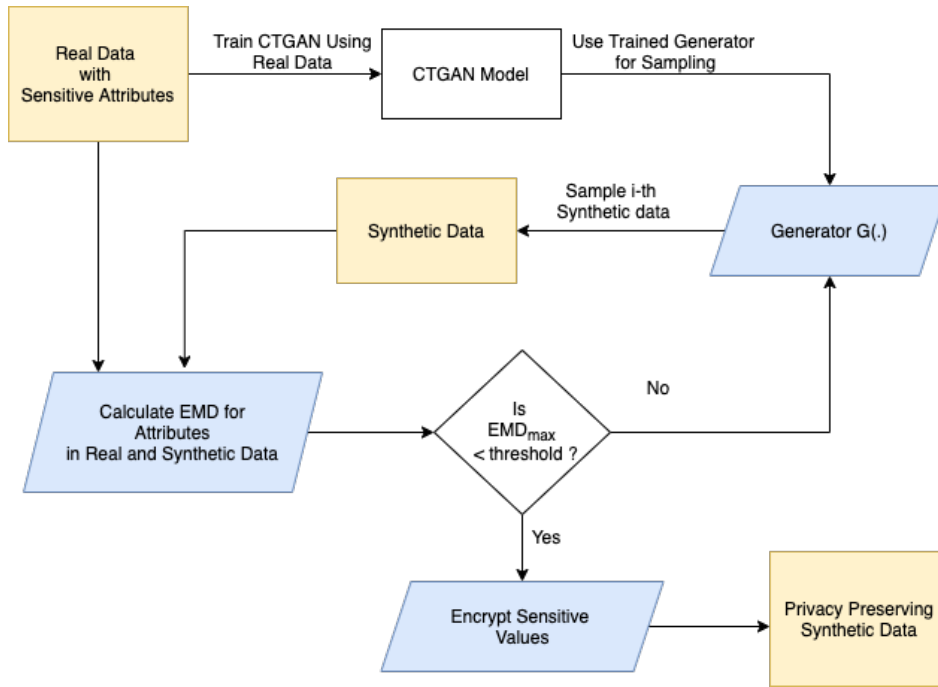 Real Data
with
Sensitive Attributes
Train CTGAN Using
Real Data
CTGAN Model
Use Trained Generator
for Sampling
Sample i-th
Synthetic data
Synthetic Data
Generator G(.)
Calculate EMD for
Attributes
in Real and Synthetic Data
Is
EMDmax
< threshold ?
No
Yes
Encrypt Sensitive
Values
Privacy Preserving
Synthetic Data